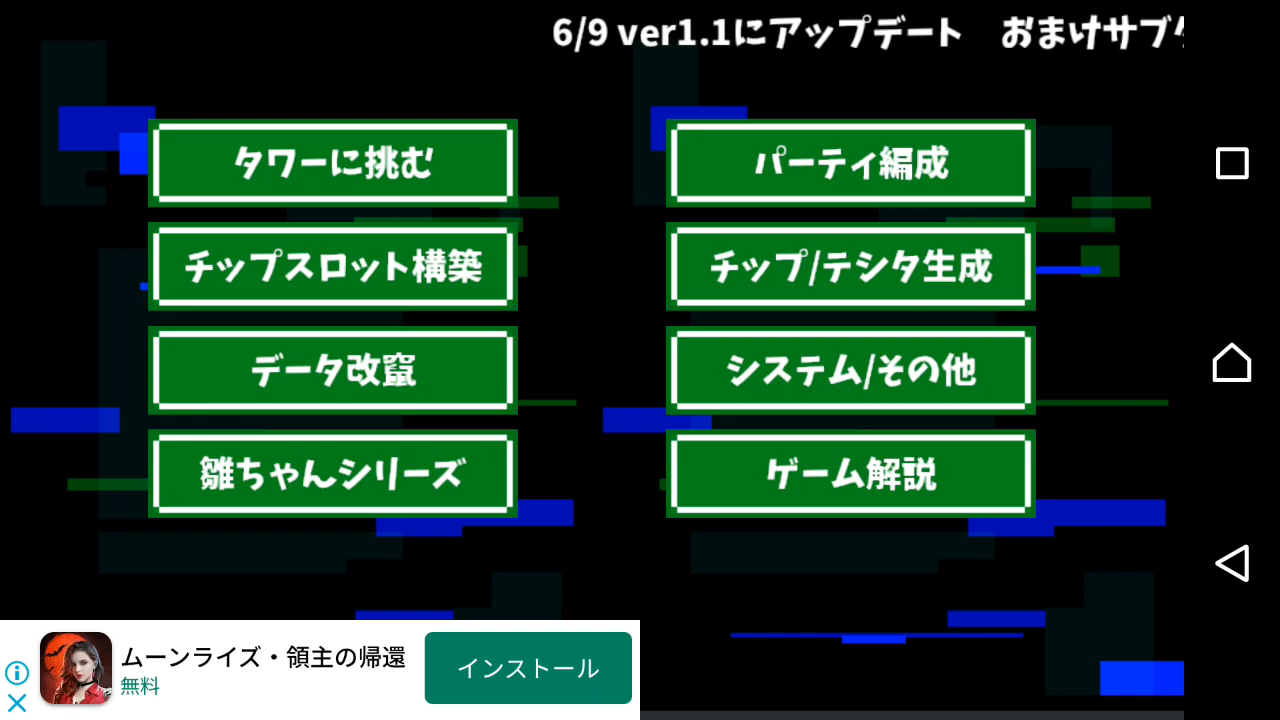 6/9 ver1.1にアップデート　おまけサブ
タワーに挑む
パーティ編成
チップスロット構築
チップ/テシタ生成
データ改竄
システム/その他
雛ちゃんシリーズ
ゲーム解説
ムーンライズ・領主の帰還
無料
インストール